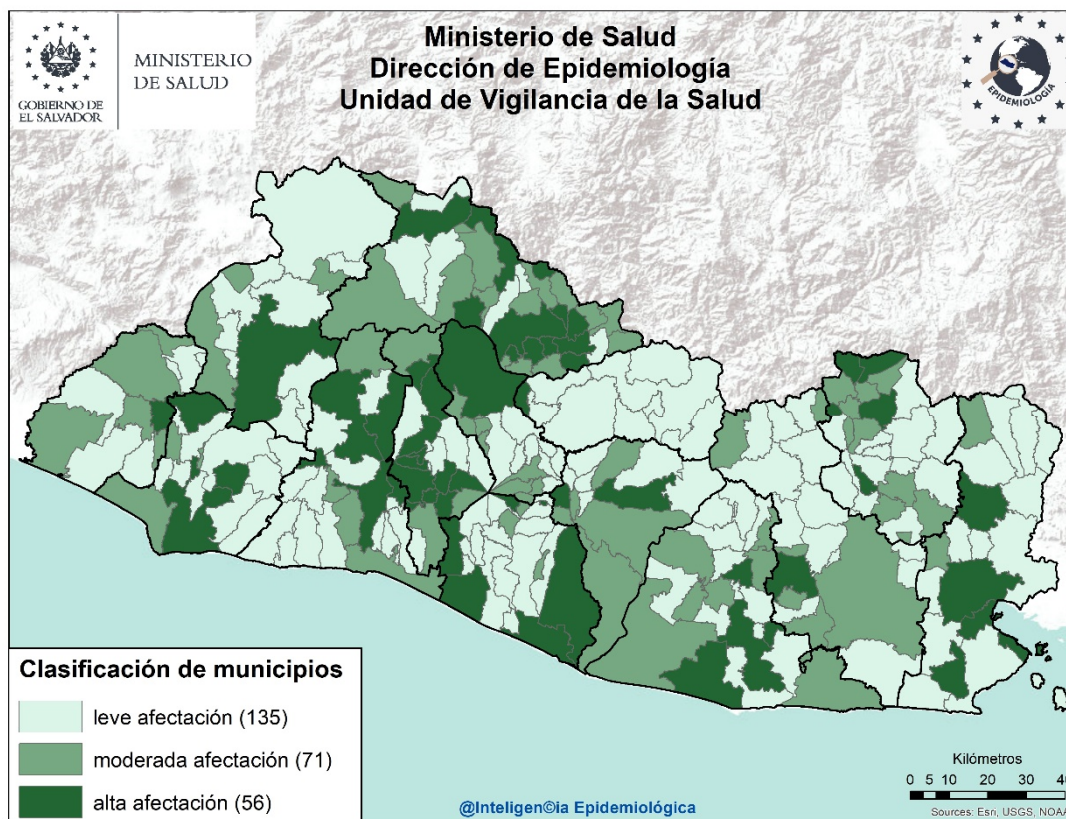 GOBIERNO DE
EL SALVADOR
MINISTERIO
DE SALUD
Ministerio de Salud
Dirección de Epidemiología
Unidad de Vigilancia de la Salud
EPIDEMIOLOGÍA
Clasificación de municipios
leve afectación (135)
moderada afectación (71)
alta afectación (56)
@Inteligen©ia Epidemiológica
Kilómetros
0 5 10 20 30 40
Sources: Esri, USGS, NOAA